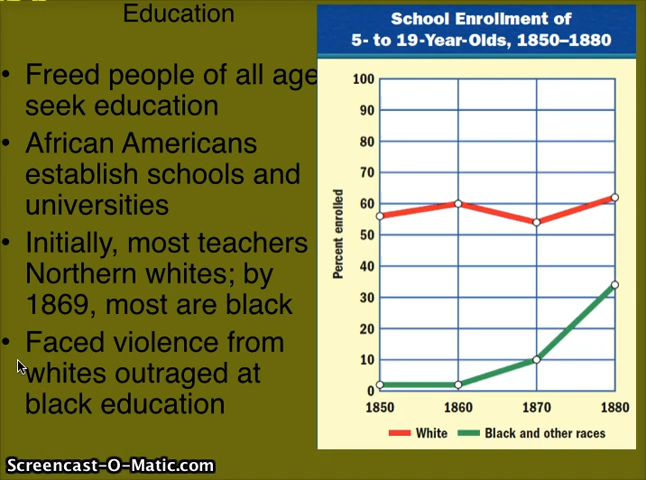 Education
• Freed people of all age
seek education
• African Americans
establish schools and
universities
• Initially, most teachers
Northern whites; by
1869, most are black
• Faced violence from
whites outraged at
black education
School Enrollment of
5- to 19-Year-Olds, 1850–1880
Percent enrolled
100
90
80
70
60
50
40
30
20
10
0
1850 1860 1870 1880
White Black and other races
Screencast-O-Matic.com